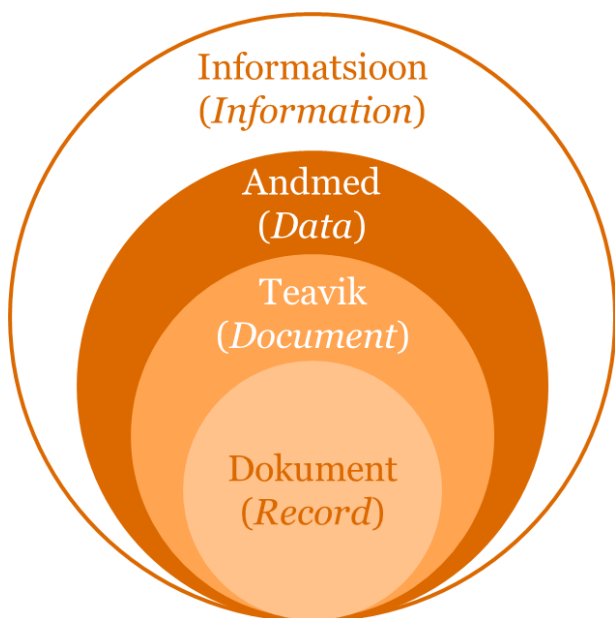 Informatsioon
(Information)
Andmed
(Data)
Teavik
(Document)
Dokument
(Record)